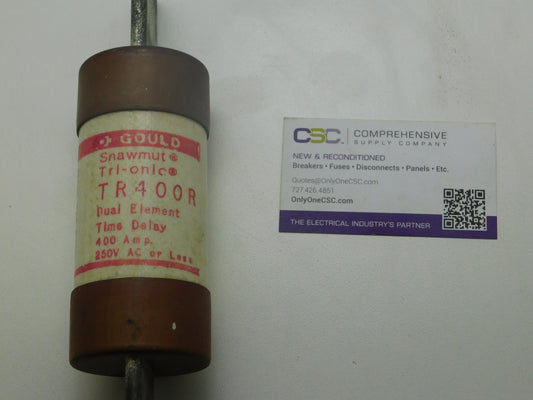 GOULD
Shawmut®
Tri-onic®
TR400R
Dual Element
Time Delay
400 Amp.
250V AC or Less
CSC. COMPREHENSIVE
SUPPLY COMPANY
NEW & RECONDITIONED
Breakers • Fuses • Disconnects • Panels • Etc.
Quotes@OnlyOneCSC.com
727.426.4851
OnlyOneCSC.com
THE ELECTRICAL INDUSTRY'S PARTNER